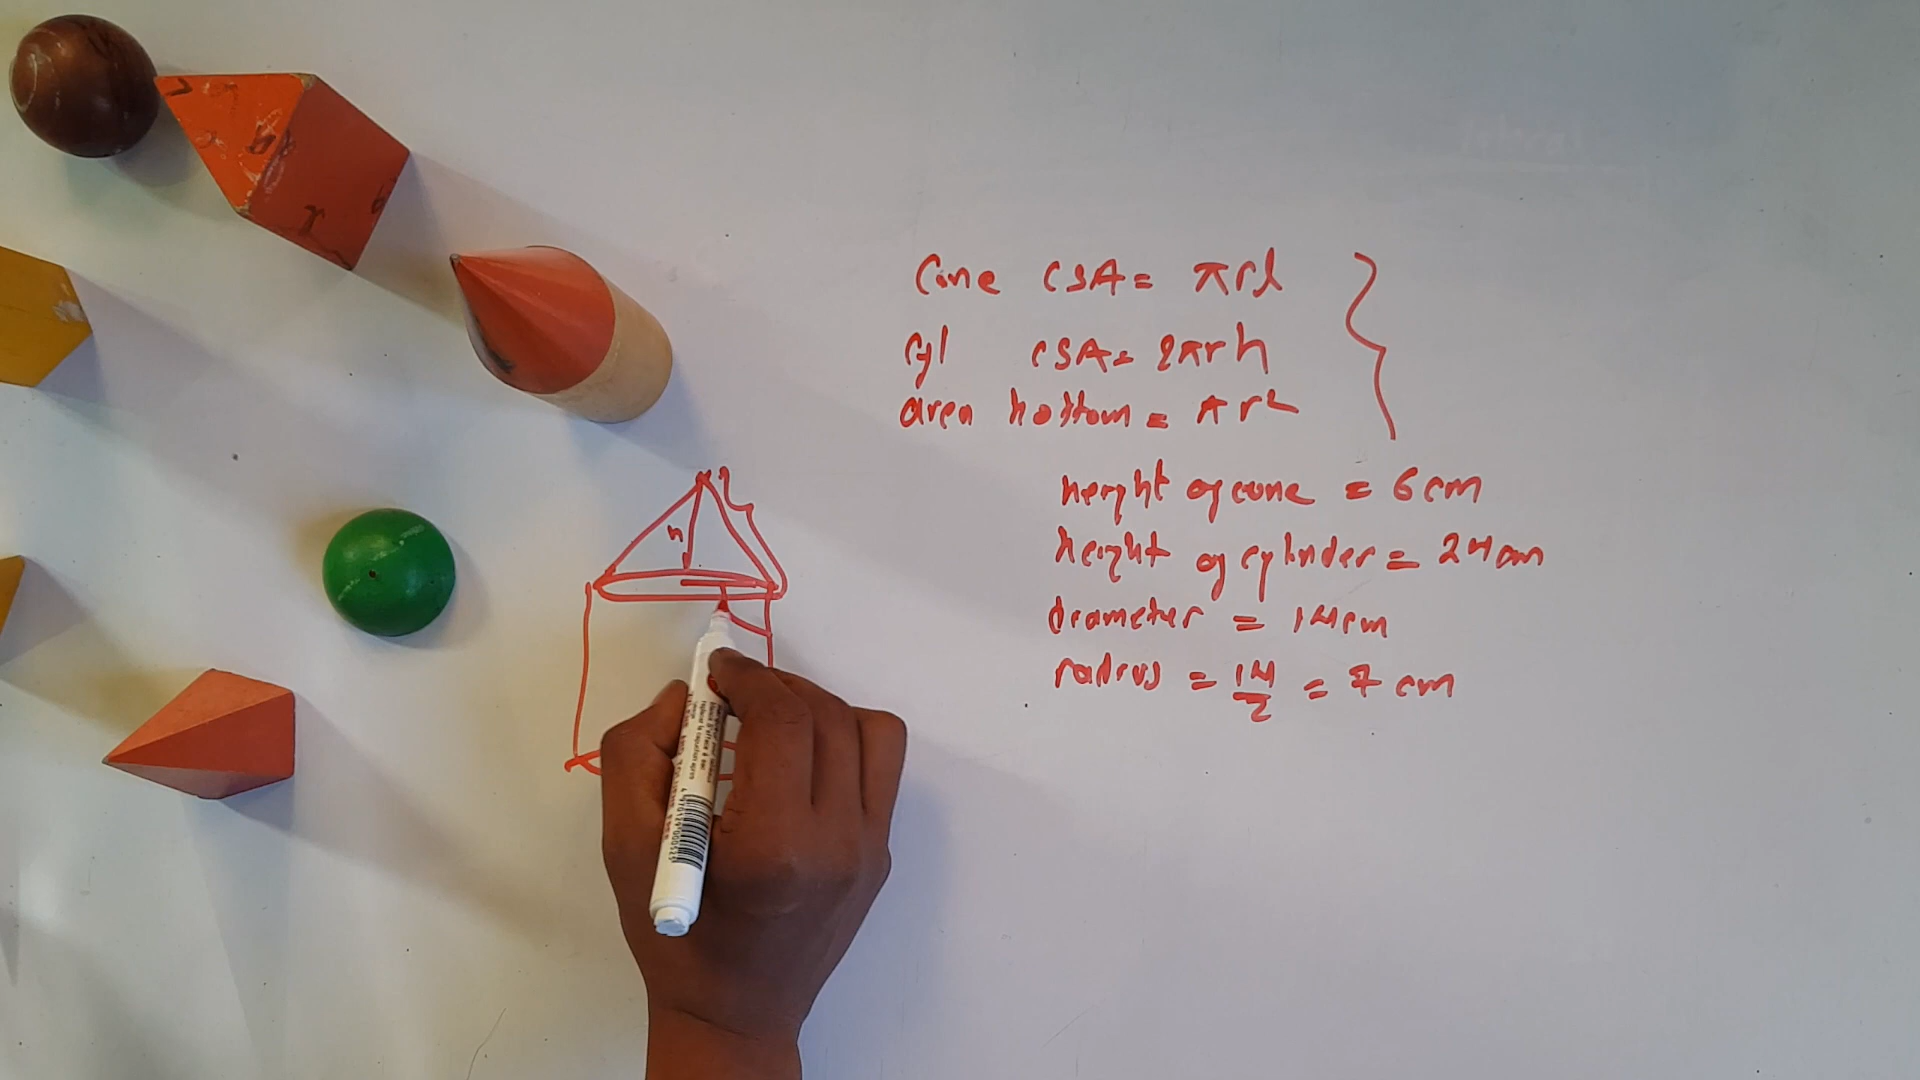 Cone CSA = πrl
Cyl CSA = 2πrh
area bottom = πr²
height of cone = 6cm
height of cylinder = 24cm
diameter = 14cm
radius = 14/2 = 7 cm
l
h